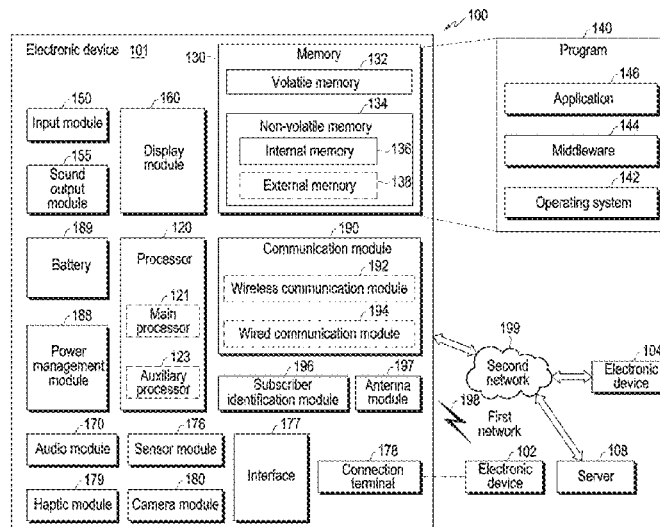 100
Electronic device 101
130
Memory
132
Volatile memory
134
Non-volatile memory
Internal memory
136
External memory
138
140
Program
146
Application
144
Middleware
142
Operating system
150
Input module
155
Sound
output
module
160
Display
module
189
Battery
120
Processor
121
Main
processor
123
Auxiliary
processor
188
Power
management
module
190
Communication module
192
Wireless communication module
194
Wired communication module
196
Subscriber
identification module
197
Antenna
module
199
Second
network
104
Electronic
device
198
First
network
170
Audio module
176
Sensor module
177
Interface
178
Connection
terminal
102
Electronic
device
108
Server
179
Haptic module
180
Camera module